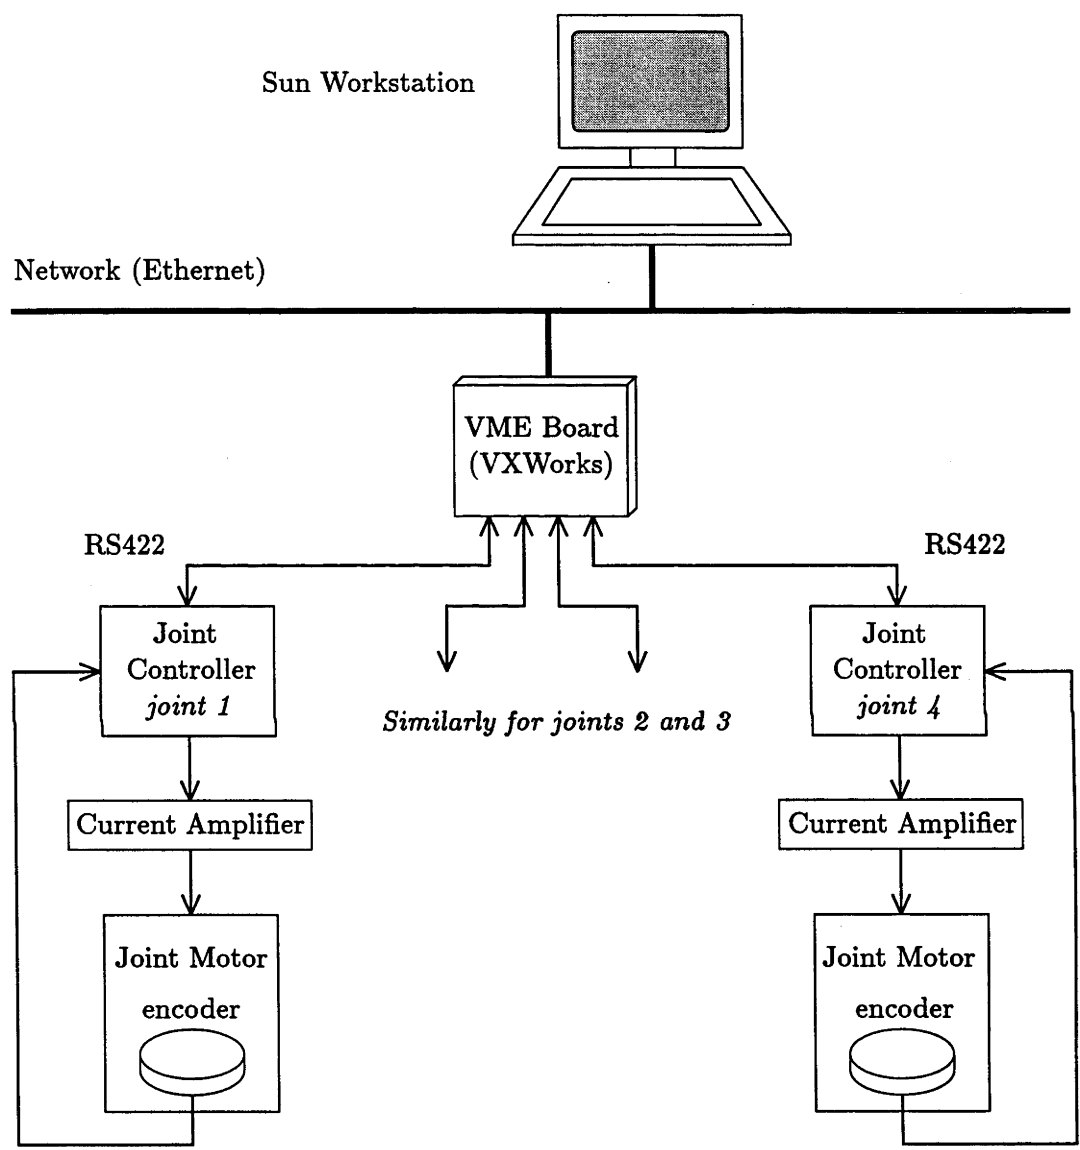 Sun Workstation
Network (Ethernet)
VME Board
(VXWorks)
RS422
RS422
Joint
Controller
joint 1
Joint
Controller
joint 4
Similarly for joints 2 and 3
Current Amplifier
Current Amplifier
Joint Motor
encoder
Joint Motor
encoder